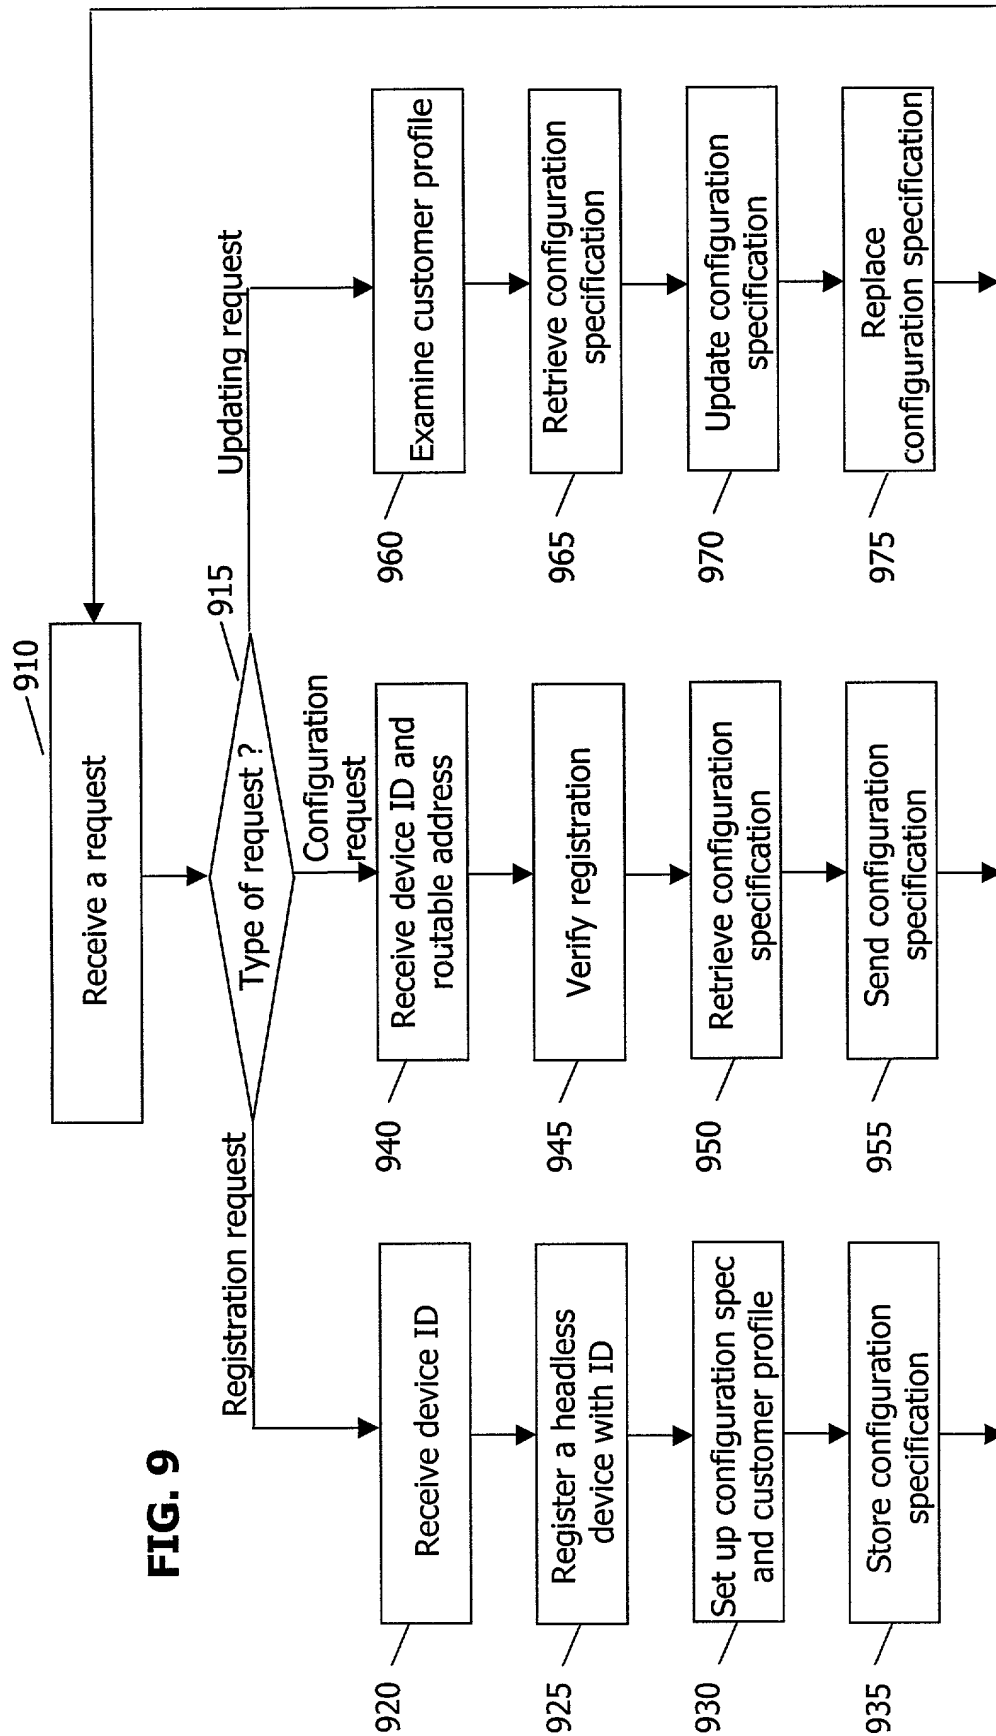 FIG. 9
910
Receive a request
915
Type of request ?
Registration request
Configuration
request
Updating request
920
Receive device ID
925
Register a headless
device with ID
930
Set up configuration spec
and customer profile
935
Store configuration
specification
940
Receive device ID and
routable address
945
Verify registration
950
Retrieve configuration
specification
955
Send configuration
specification
960
Examine customer profile
965
Retrieve configuration
specification
970
Update configuration
specification
975
Replace
configuration specification